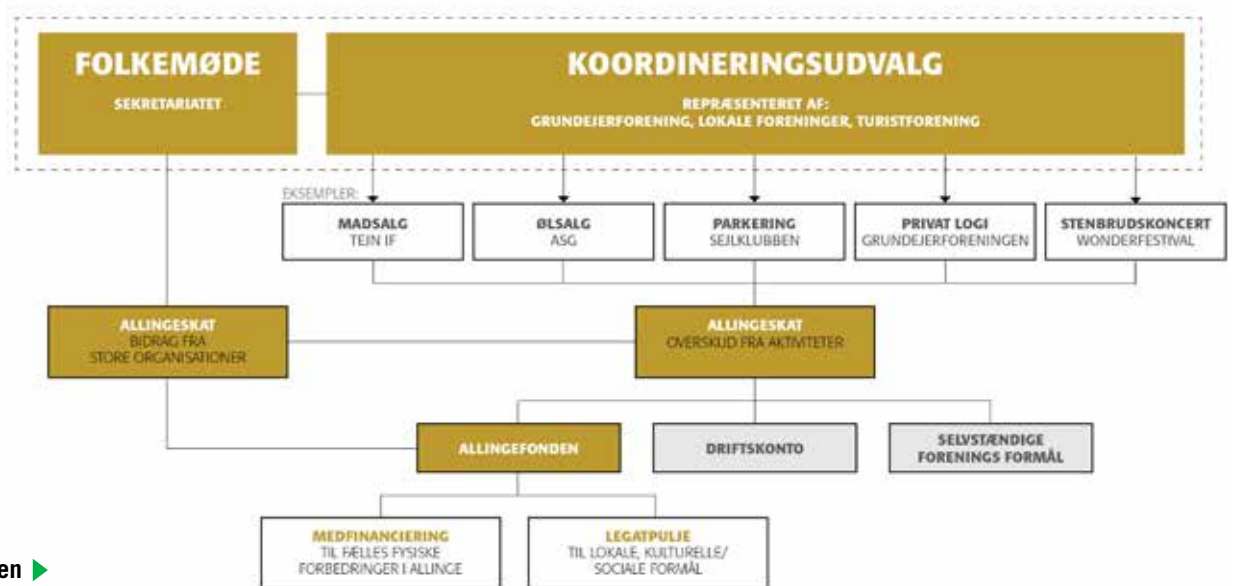 FOLKEMØDE
SEKRETARIATET
KOORDINERINGSUDVALG
REPRÆSENTERET AF:
GRUNDEJERFORENING, LOKALE FORENINGER, TURISTFORENING
EKSEMPLER:
MADSALG
TEJN IF
ØLSALG
ASG
PARKERING
SEJLKLUBBEN
PRIVAT LOGI
GRUNDEJERFORENINGEN
STENBRUDSKONCERT
WONDERFESTIVAL
ALLINGESKAT
BIDRAG FRA
STORE ORGANISATIONER
ALLINGESKAT
OVERSKUD FRA AKTIVITETER
ALLINGEFONDEN
DRIFTSKONTO
SELVSTÆNDIGE
FORENINGS FORMÅL
MEDFINANCIERING
TIL FÆLLES FYSISKE
FORBEDRINGER I ALLINGE
LEGATPULJE
TIL LOKALE, KULTURELLE/
SOCIALE FORMÅL
en